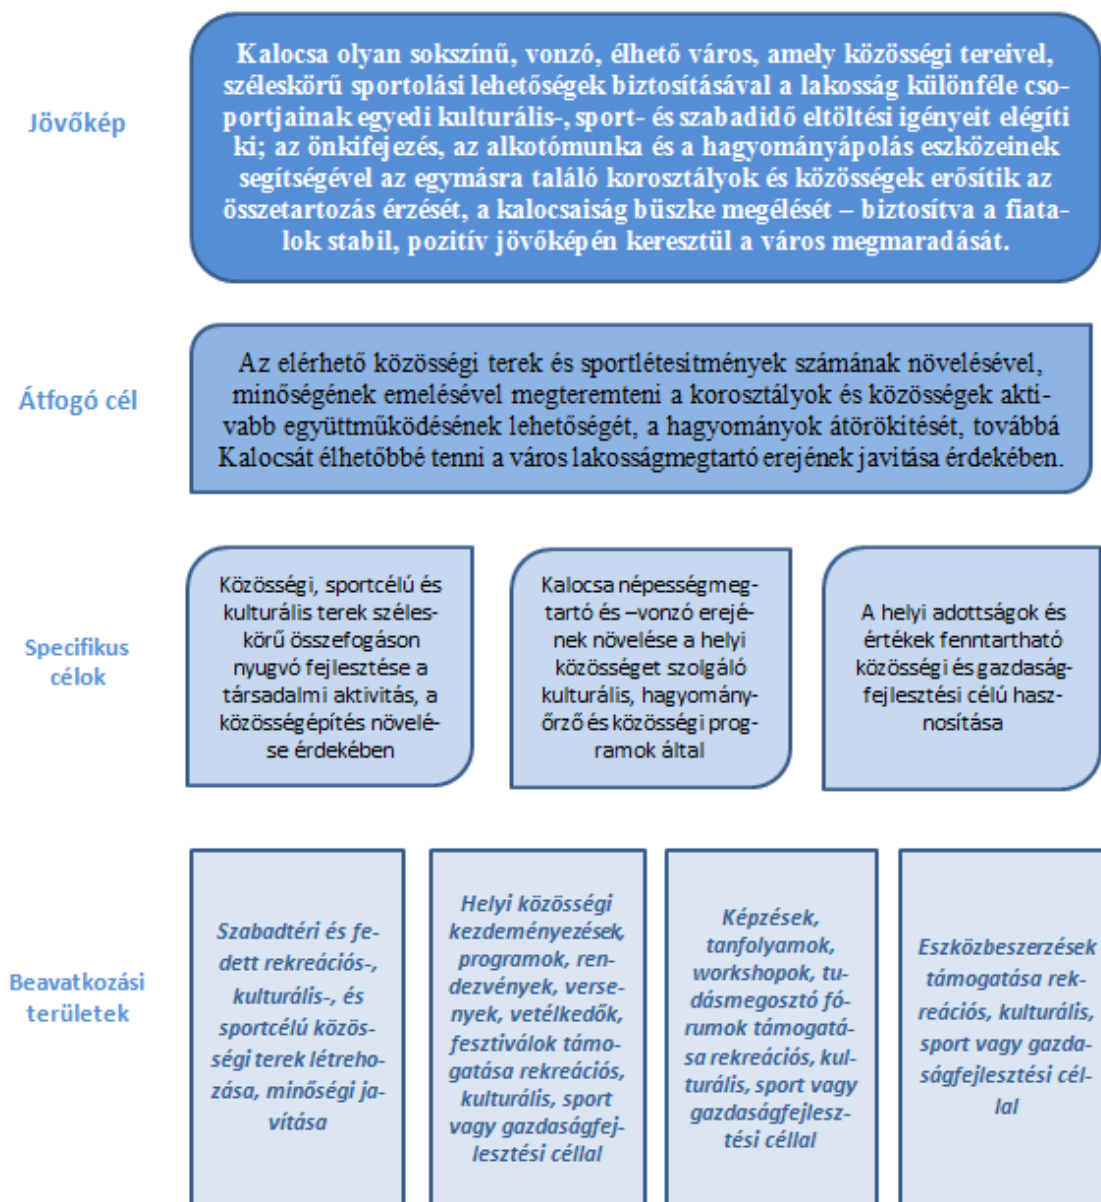 Jövőkép
Kalocsa olyan sokszínű, vonzó, élhető város, amely közösségi tereivel,
széleskörű sportolási lehetőségek biztosításával a lakosság különféle cso-
portjainak egyedi kulturális-, sport- és szabadidő eltöltési igényeit elégíti
ki; az önkifejezés, az alkotómunka és a hagyományápolás eszközeinek
segítségével az egymásra találó korosztályok és közösségek erősítik az
összetartozás érzését, a kalocsaiság büszke megélését – biztosítva a fiata-
lok stabil, pozitív jövőképén keresztül a város megmaradását.
Átfogó cél
Az elérhető közösségi terek és sportlétesítmények számának növelésével,
minőségének emelésével megteremteni a korosztályok és közösségek akti-
vabb együttműködésének lehetőségét, a hagyományok átörökítését, továbbá
Kalocsát élhetőbbé tenni a város lakosságmegtartó erejének javítása érdekében.
Specifikus
célok
Közösségi, sportcélú és
kulturális terek széles-
körű összefogáson
nyugvó fejlesztése a
társadalmi aktivitás, a
közösségépítés növelé-
se érdekében
Kalocsa népességmeg-
tartó és –vonzó erejé-
nek növelése a helyi
közösséget szolgáló
kulturális, hagyomány-
őrző és közösségi prog-
ramok által
A helyi adottságok és
értékek fenntartható
közösségi és gazdaság-
fejlesztési célú hasz-
nosítása
Beavatkozási
területek
Szabadtéri és fe-
dett rekreációs-,
kulturális-, és
sportcélú közös-
ségi terek létreho-
zása, minőségi ja-
vítása
Helyi közösségi
kezdeményezések,
programok, ren-
dezvények, verse-
nyek, vetélkedők,
fesztiválok támo-
gatása rekreációs,
kulturális, sport
vagy gazdaságfej-
lesztési céllal
Képzések,
tanfolyamok,
workshopok, tu-
dásmegosztó fó-
rumok támogatá-
sa rekreációs, kul-
turális, sport vagy
gazdaságfejlesz-
tési céllal
Eszközbeszerzések
támogatása rek-
reációs, kulturális,
sport vagy gazda-
ságfejlesztési cél-
lal